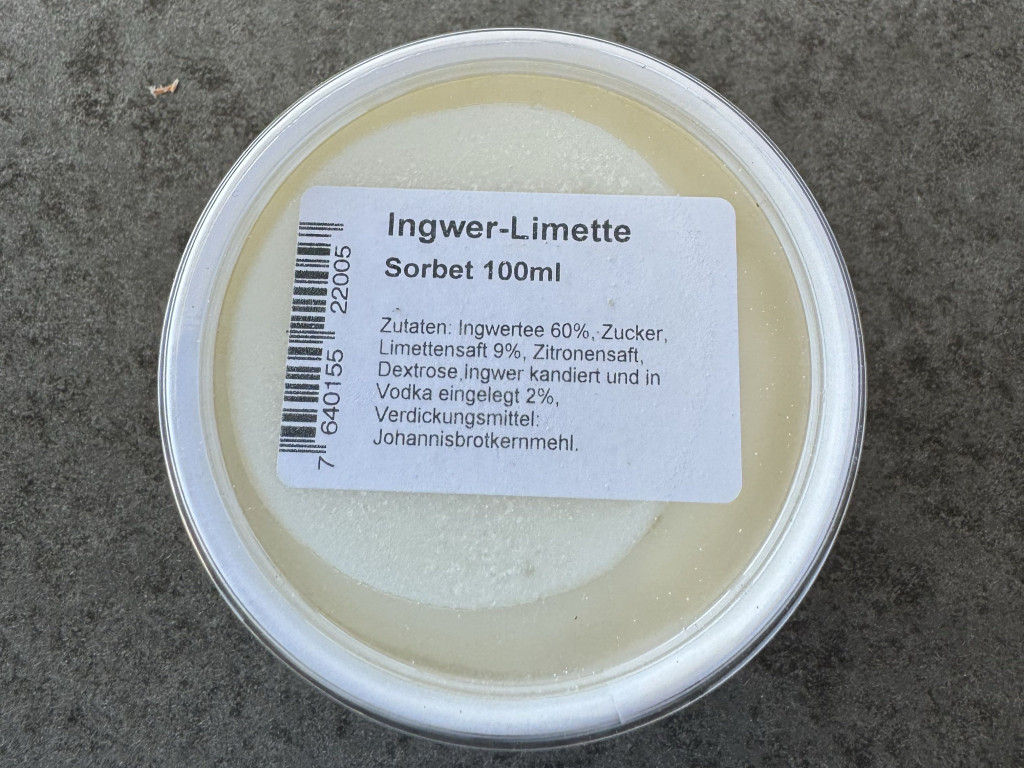 Ingwer-Limette
Sorbet 100ml
Zutaten: Ingwertee 60%, Zucker,
Limettensaft 9%, Zitronensaft,
Dextrose,Ingwer kandiert und in
Vodka eingelegt 2%,
Verdickungsmittel:
Johannisbrotkernmehl.
7 640155 22005